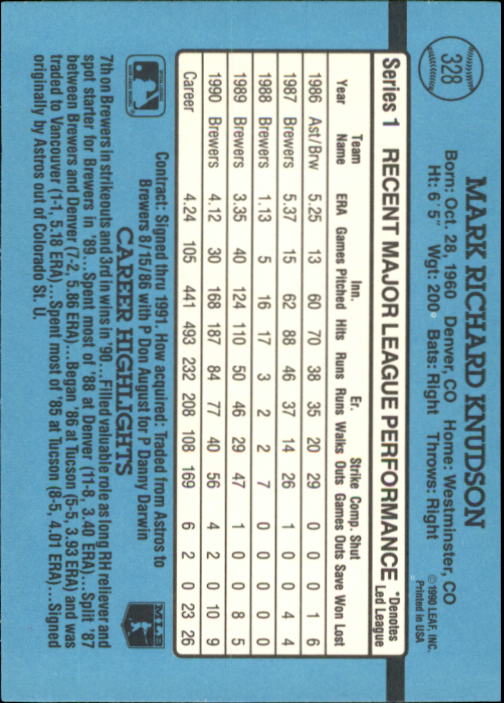 328
MARK RICHARD KNUDSON
© 1990 LEAF, INC.
Printed in USA
Born: Oct. 28, 1960 Denver, CO Home: Westminster, CO
Ht: 6' 5" Wgt: 200° Bats: Right Throws: Right
Series 1 RECENT MAJOR LEAGUE PERFORMANCE *Denotes
Led League
Team Inn. Er. Strike Comp. Shut
Year Name ERA Games Pitched Hits Runs Runs Walks Outs Games Outs Save Won Lost
1986 Ast/Brw 5.25 13 60 70 38 35 20 29 0 0 0 1 6
1987 Brewers 5.37 15 62 88 46 37 14 26 1 0 0 4 4
1988 Brewers 1.13 5 16 17 3 2 2 7 0 0 0 0 0
1989 Brewers 3.35 40 124 110 50 46 29 47 1 0 0 8 5
1990 Brewers 4.12 30 168 187 84 77 40 56 4 2 0 10 9
Career 4.24 105 441 493 232 208 108 169 6 2 0 23 26
Contract: Signed thru 1991. How acquired: Traded from Astros to
Brewers 8/15/86 with P Don August for P Danny Darwin
CAREER HIGHLIGHTS
MLB
7th on Brewers in strikeouts and 3rd in wins in '90...Filled valuable role as long RH reliever and
spot starter for Brewers in '89...Spent most of '88 at Denver (11-8, 3.40 ERA)...Split '87
between Brewers and Denver (7-2, 5.86 ERA)...Began '86 at Tucson (5-5, 3.93 ERA) and was
traded to Vancouver (1-1, 5.18 ERA)...Spent most of '85 at Tucson (8-5, 4.01 ERA)...Signed
originally by Astros out of Colorado St. U.